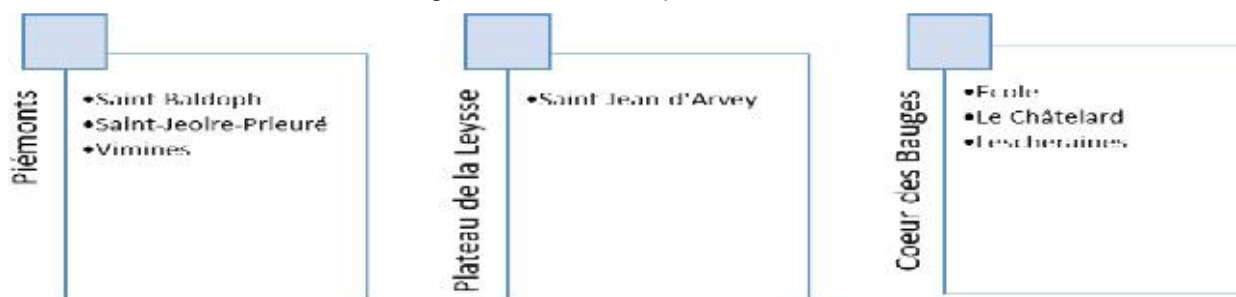 Piémonts
•Saint Baldoph
•Saint-Jeoire-Prieuré
•Vimines
Plateau de la Leysse
•Saint Jean d'Arvey
Coeur des Bauges
•Ecole
•Le Châtelard
•Lescheraines